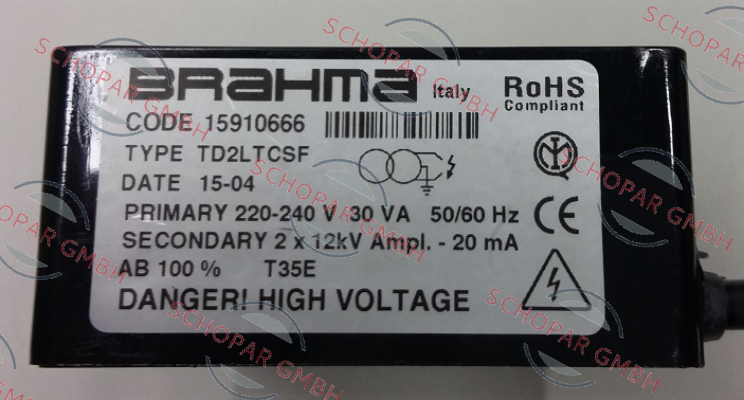 BRAHMA Italy
RoHS
Compliant
CODE 15910666
TYPE TD2LTCSF
DATE 15-04
PRIMARY 220-240 V 30 VA 50/60 Hz
SECONDARY 2 x 12kV Ampl. - 20 mA
AB 100 % T35E
DANGER! HIGH VOLTAGE
CE
SCHOPAR GMBH
SCHOPAR GMBH
SCHOPAR GMBH
SCHOPAR GMBH
SCHOPAR GMBH
SCHOPAR GMBH